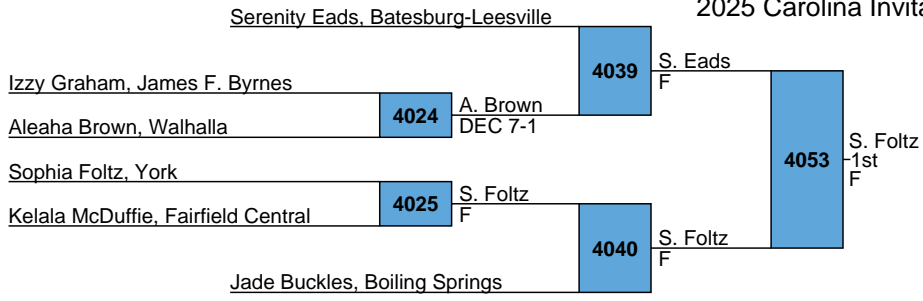 2025 Carolina Invita
Serenity Eads, Batesburg-Leesville
4039
S. Eads
F
Izzy Graham, James F. Byrnes
4024
A. Brown
DEC 7-1
Aleaha Brown, Walhalla
4053
S. Foltz
1st
F
Sophia Foltz, York
4025
S. Foltz
F
Kelala McDuffie, Fairfield Central
4040
S. Foltz
F
Jade Buckles, Boiling Springs